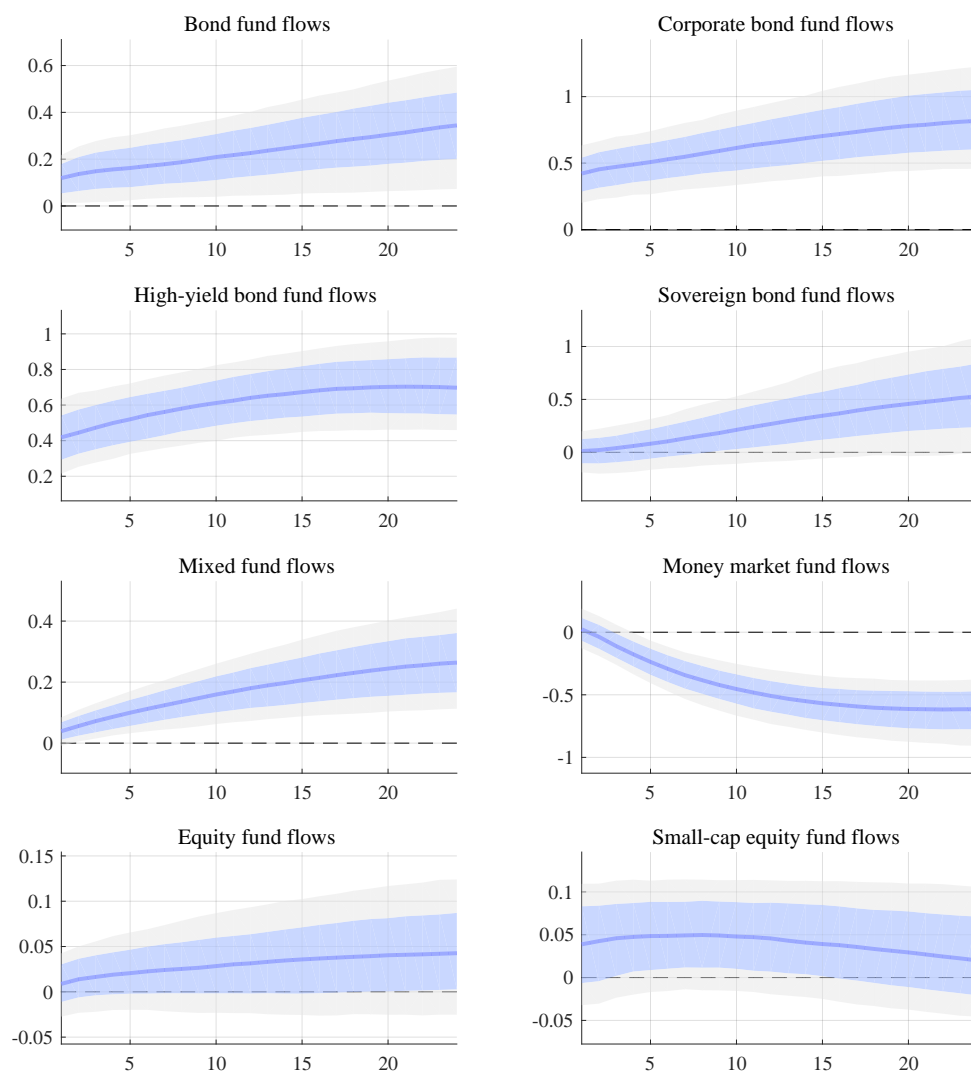 Bond fund flows
0.6
0.4
0.2
0
5 10 15 20
Corporate bond fund flows
1
0.5
0
5 10 15 20
High-yield bond fund flows
1
0.8
0.6
0.4
0.2
5 10 15 20
Sovereign bond fund flows
1
0.5
0
5 10 15 20
Mixed fund flows
0.4
0.2
0
5 10 15 20
Money market fund flows
0
-0.5
-1
5 10 15 20
Equity fund flows
0.15
0.1
0.05
0
-0.05
5 10 15 20
Small-cap equity fund flows
0.1
0.05
0
-0.05
5 10 15 20